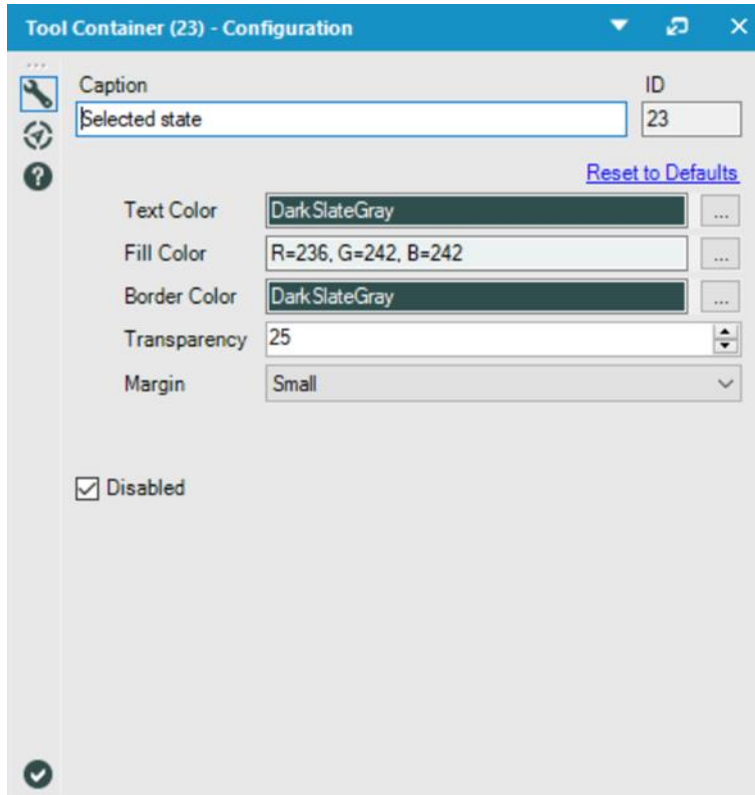 Tool Container (23) - Configuration
Caption ID
Selected state 23
Reset to Defaults
Text Color DarkSlateGray ...
Fill Color R=236, G=242, B=242 ...
Border Color DarkSlateGray ...
Transparency 25
Margin Small
Disabled